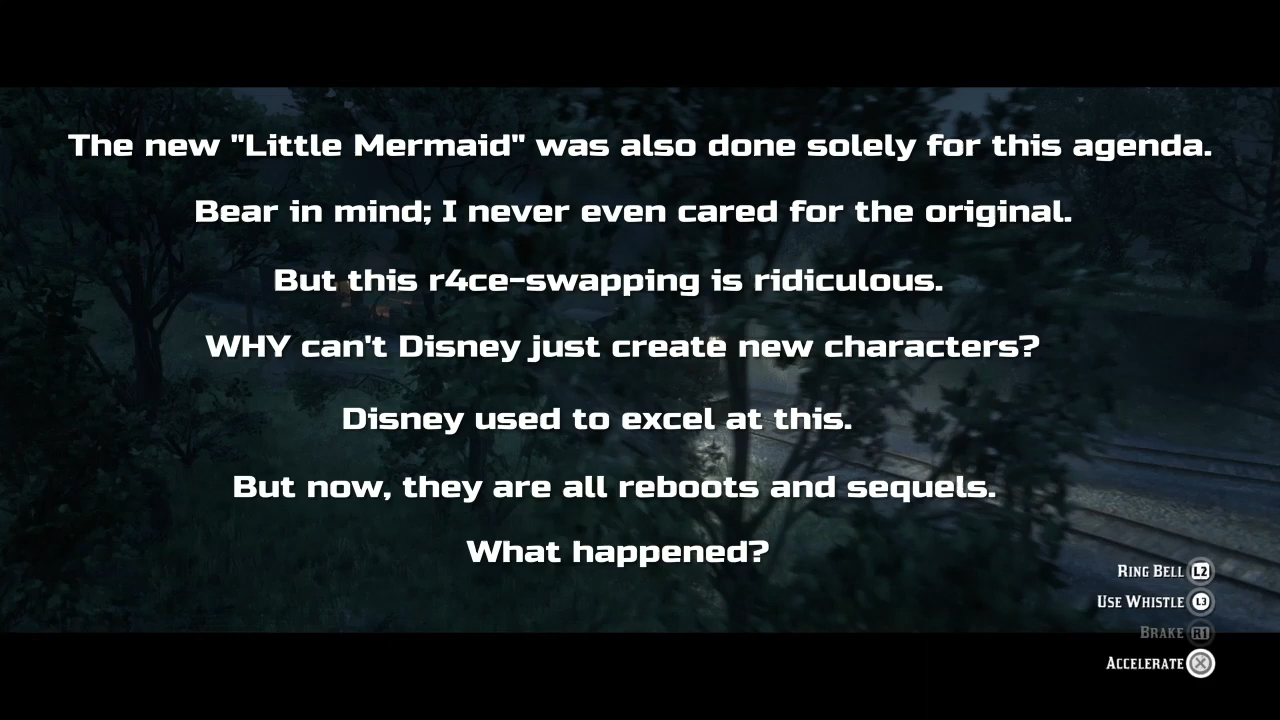 The new "Little Mermaid" was also done solely for this agenda.
Bear in mind; I never even cared for the original.
But this r4ce-swapping is ridiculous.
WHY can't Disney just create new characters?
Disney used to excel at this.
But now, they are all reboots and sequels.
What happened?
RING BELL L2
USE WHISTLE L3
BRAKE R1
ACCELERATE